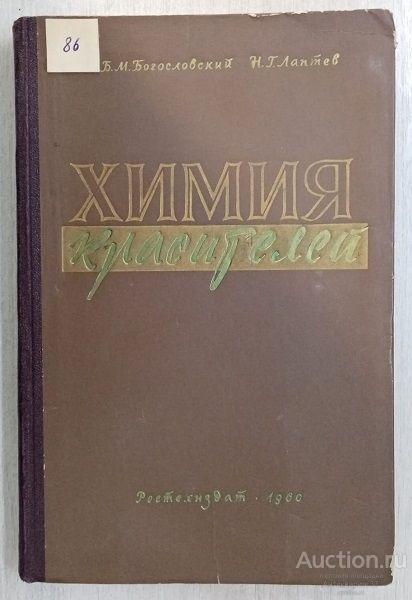 86
Б.М.Богословский Н.Г.Лаптев
ХИМИЯ
красителей
Ростехиздат · 1960
Auction.ru